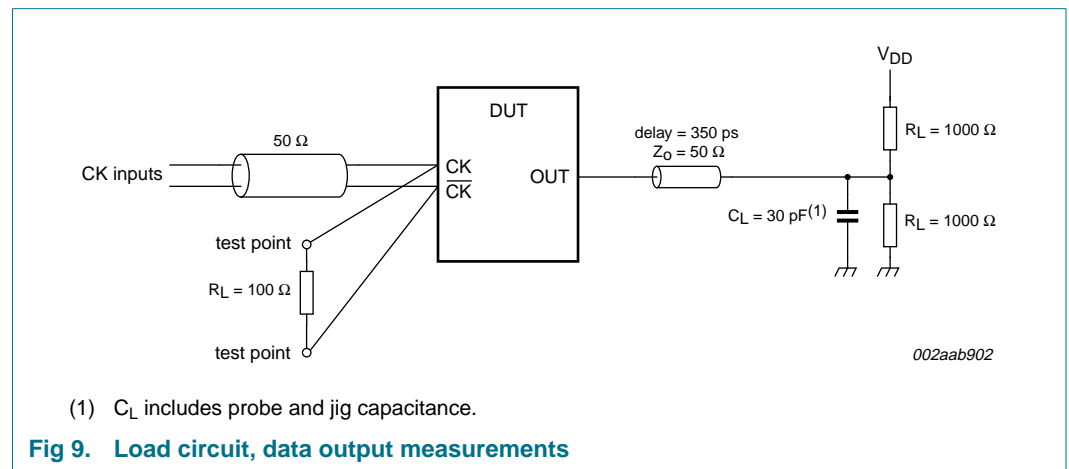 V_DD
DUT
R_L = 1000 Ω
delay = 350 ps
Z_o = 50 Ω
50 Ω
CK inputs
CK
C̅K̅
OUT
C_L = 30 pF(1)
R_L = 1000 Ω
test point
R_L = 100 Ω
test point
002aab902
(1) C_L includes probe and jig capacitance.
Fig 9. Load circuit, data output measurements